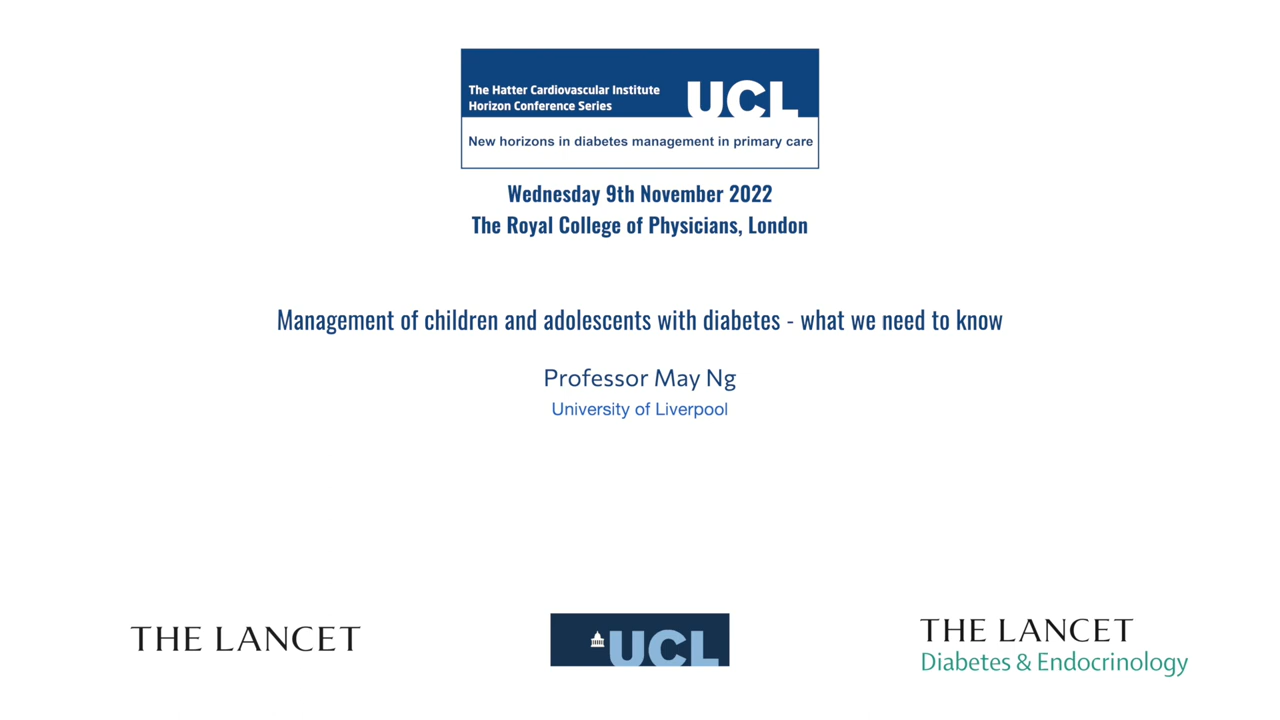 The Hatter Cardiovascular Institute
Horizon Conference Series
UCL
New horizons in diabetes management in primary care
Wednesday 9th November 2022
The Royal College of Physicians, London
Management of children and adolescents with diabetes - what we need to know
Professor May Ng
University of Liverpool
THE LANCET
UCL
THE LANCET
Diabetes & Endocrinology